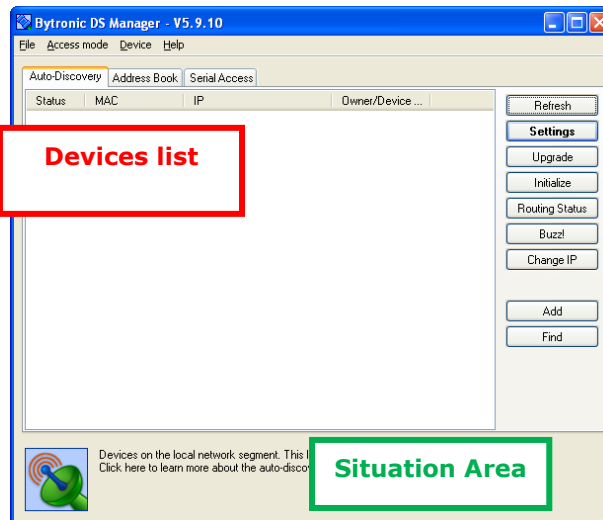 Bytronic DS Manager - V5.9.10
File Access mode Device Help
Auto-Discovery Address Book Serial Access
Status MAC IP Owner/Device ...
Refresh
Settings
Upgrade
Initialize
Routing Status
Buzz!
Change IP
Add
Find
Devices list
Devices on the local network segment. This
Click here to learn more about the
Situation Area